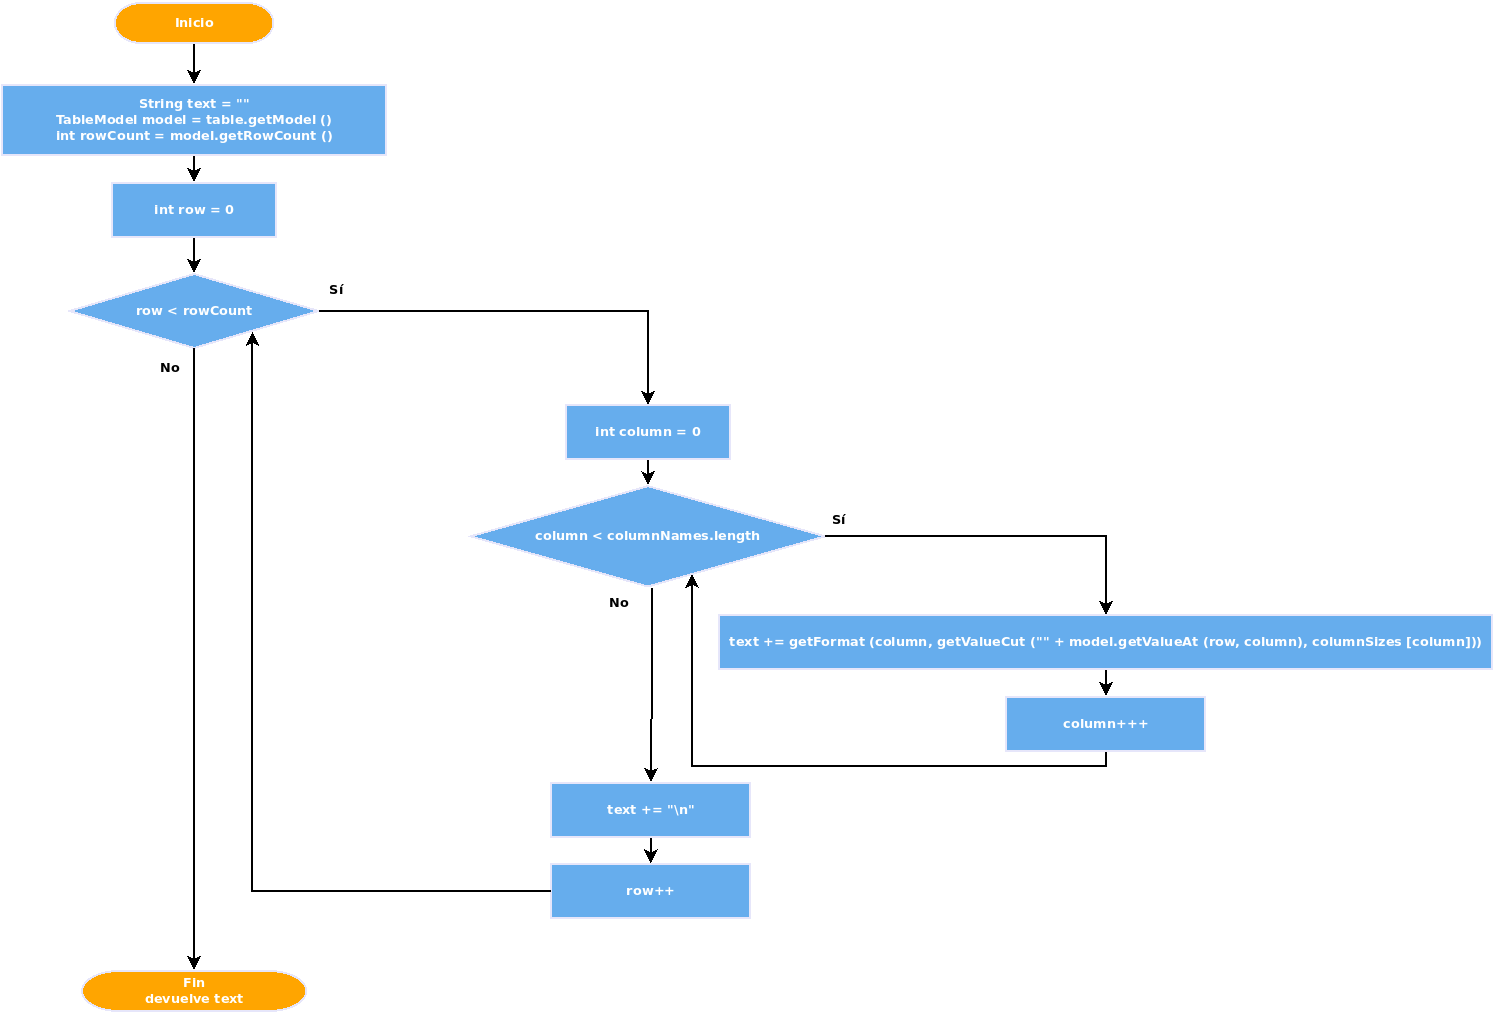 Inicio
String text = ""
TableModel model = table.getModel ()
int rowCount = model.getRowCount ()
int row = 0
row < rowCount
Sí
No
int column = 0
column < columnNames.length
Sí
No
text += getFormat (column, getValueCut ("" + model.getValueAt (row, column), columnSizes [column]))
column+++
text += "\n"
row++
Fin
devuelve text